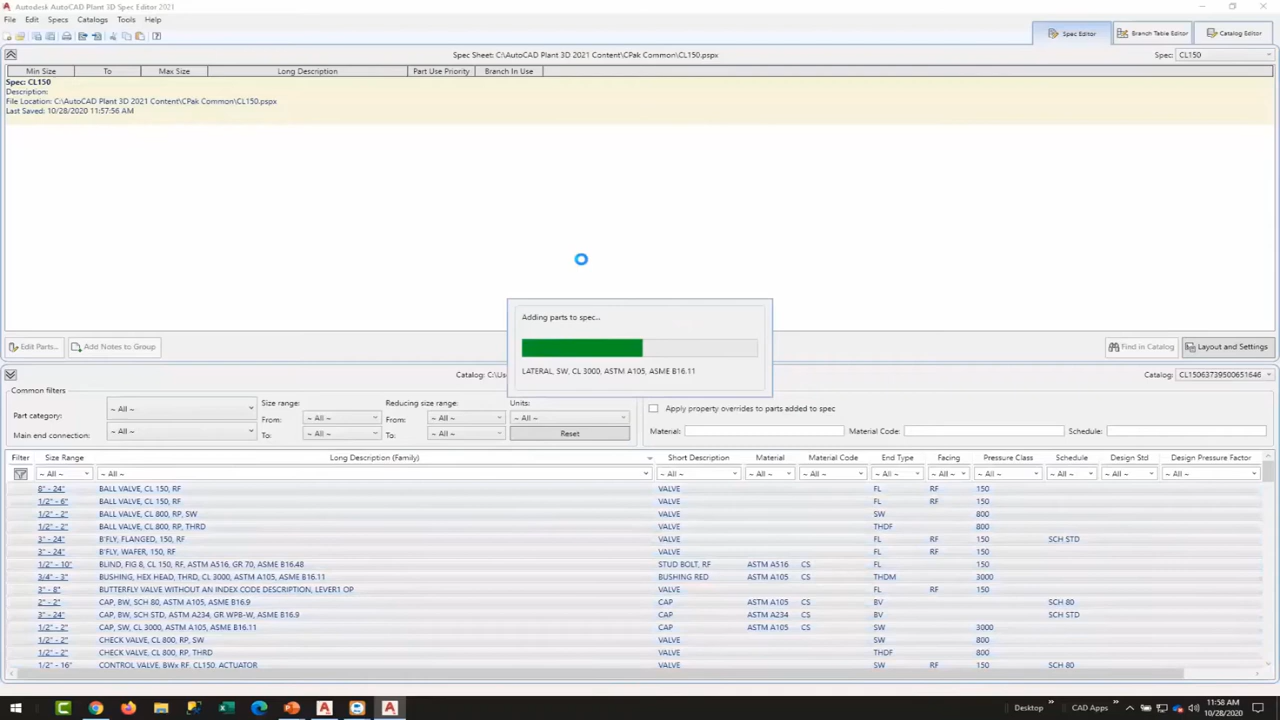 Autodesk AutoCAD Plant 3D Spec Editor 2021
File Edit Specs Catalogs Tools Help
Spec Editor Branch Table Editor Catalog Editor
Spec Sheet: C:\AutoCAD Plant 3D 2021 Content\CPak Common\CL150.pspx Spec: CL150
Min Size To Max Size Long Description Part Use Priority Branch In Use
Spec: CL150
Description:
File Location: C:\AutoCAD Plant 3D 2021 Content\CPak Common\CL150.pspx
Last Saved: 10/28/2020 11:57:56 AM
Adding parts to spec...
LATERAL, SW, CL 3000, ASTM A105, ASME B16.11
Edit Parts... Add Notes to Group Find in Catalog Layout and Settings
Catalog: C:\Us Catalog: CL15063739500651646
Common filters
Part category: ~ All ~ Size range: Reducing size range: Units:
From: ~ All ~ From: ~ All ~ ~ All ~ Apply property overrides to parts added to spec
Main end connection: ~ All ~ To: ~ All ~ To: ~ All ~ Reset Material: Material Code: Schedule:
Filter Size Range Long Description (Family) Short Description Material Material Code End Type Facing Pressure Class Schedule Design Std Design Pressure Factor
~ All ~ ~ All ~ ~ All ~ ~ All ~ ~ All ~ ~ All ~ ~ All ~ ~ All ~ ~ All ~ ~ All ~ ~ All ~
8" - 24" BALL VALVE, CL 150, RF VALVE FL RF 150
1/2" - 6" BALL VALVE, CL 150, RF VALVE FL RF 150
1/2" - 2" BALL VALVE, CL 800, RP, SW VALVE SW 800
1/2" - 2" BALL VALVE, CL 800, RP, THRD VALVE THDF 800
3" - 24" B'FLY, FLANGED, 150, RF VALVE FL RF 150 SCH STD
3" - 24" B'FLY, WAFER, 150, RF VALVE FL RF 150
1/2" - 10" BLIND, FIG 8, CL 150, RF, ASTM A516, GR 70, ASME B16.48 STUD BOLT, RF ASTM A516 CS FL RF 150
3/4" - 3" BUSHING, HEX HEAD, THRD, CL 3000, ASTM A105, ASME B16.11 BUSHING RED ASTM A105 CS THDM 3000
3" - 8" BUTTERFLY VALVE WITHOUT AN INDEX CODE DESCRIPTION, LEVER1 OP VALVE FL RF 150
2" - 2" CAP, BW, SCH 80, ASTM A105, ASME B16.9 CAP ASTM A105 CS BV SCH 80
3" - 24" CAP, BW, SCH STD, ASTM A234, GR WPB-W, ASME B16.9 CAP ASTM A234 CS BV SCH STD
1/2" - 2" CAP, SW, CL 3000, ASTM A105, ASME B16.11 CAP ASTM A105 CS SW 3000
1/2" - 2" CHECK VALVE, CL 800, RP, SW VALVE SW 800
1/2" - 2" CHECK VALVE, CL 800, RP, THRD VALVE THDF 800
1/2" - 16" CONTROL VALVE, BWx RF, CL150, ACTUATOR VALVE SW RF 150 SCH 80
Desktop CAD Apps 11:58 AM
10/28/2020